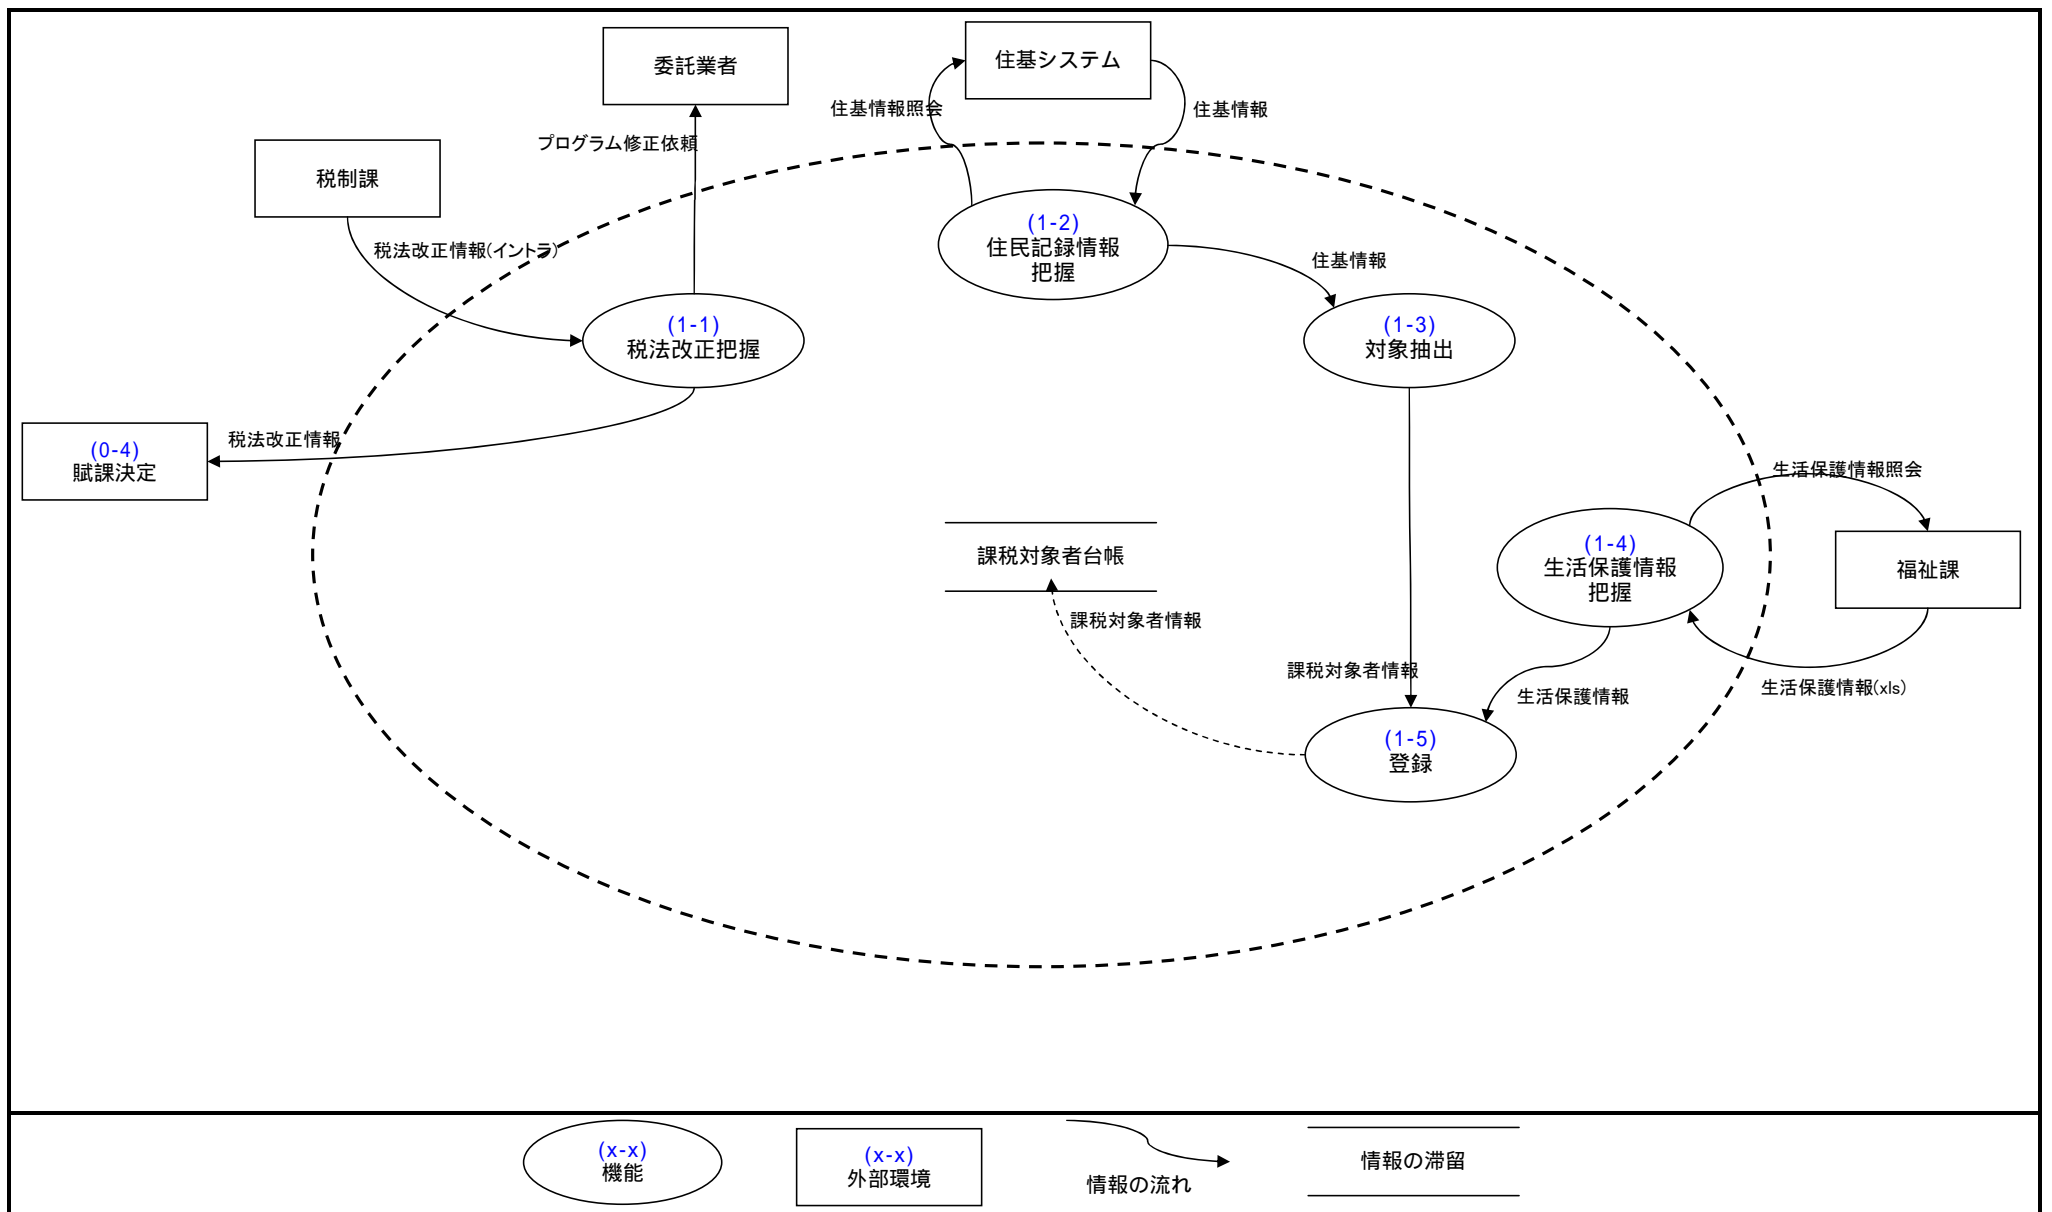 委託業者
住基システム
住基情報照会
住基情報
プログラム修正依頼
税制課
税法改正情報(イントラ)
(1-2)
住民記録情報
把握
住基情報
(1-1)
税法改正把握
(1-3)
対象抽出
税法改正情報
(0-4)
賦課決定
生活保護情報照会
課税対象者台帳
(1-4)
生活保護情報
把握
福祉課
課税対象者情報
課税対象者情報
生活保護情報
生活保護情報(xls)
(1-5)
登録
(x-x)
機能
(x-x)
外部環境
情報の流れ
情報の滞留